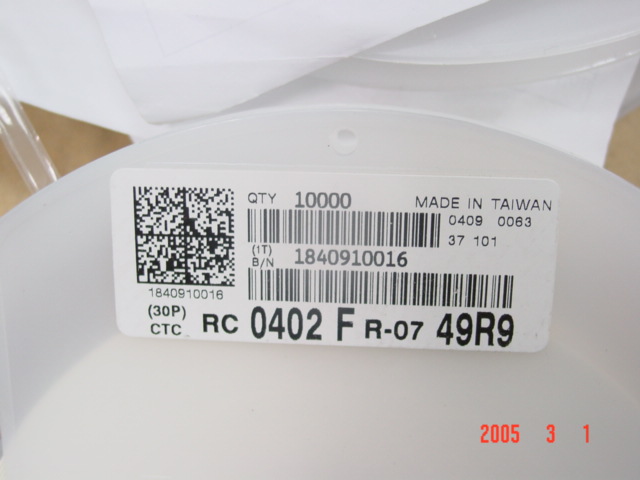 QTY 10000 MADE IN TAIWAN
0409 0063
37 101
(1T)
B/N 1840910016
1840910016
(30P)
CTC RC 0402 F R-07 49R9
2005 3 1